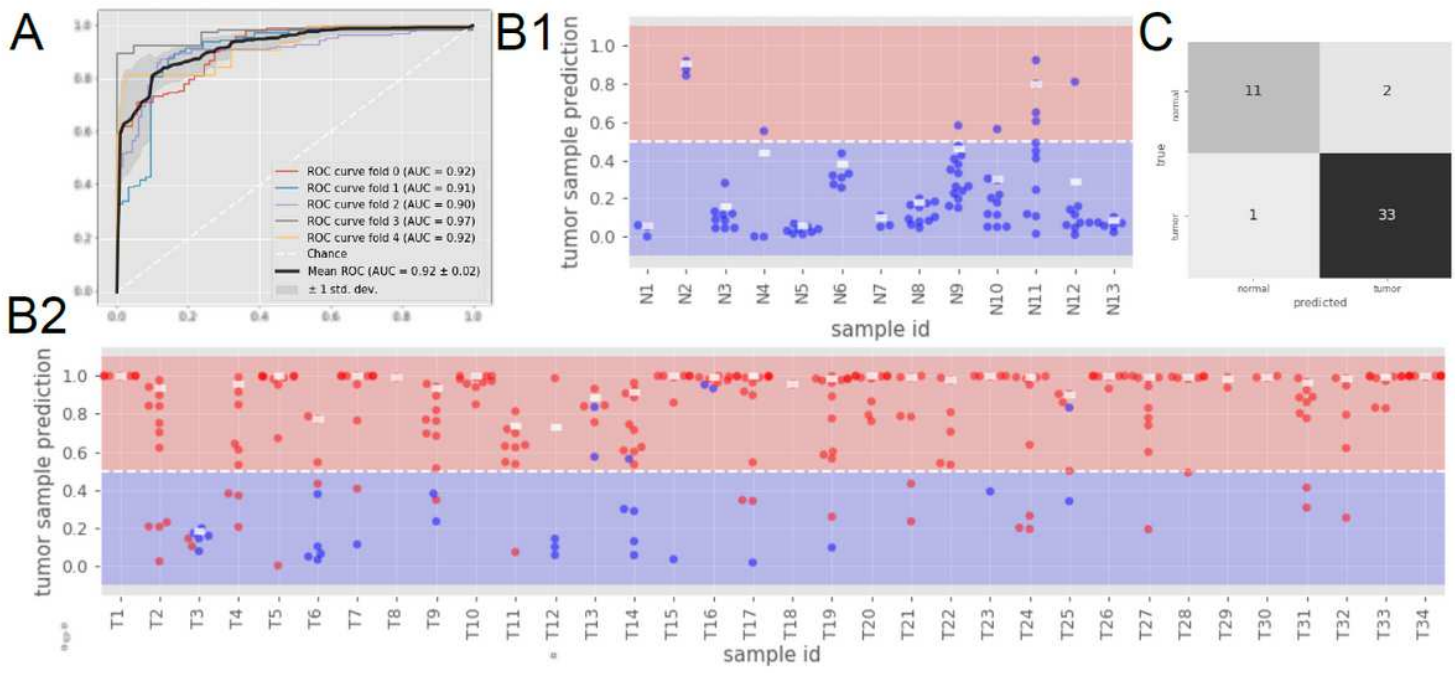 A
1.0
0.8
0.6
0.4
0.2
0.0
0.0 0.2 0.4 0.6 0.8 1.0
ROC curve fold 0 (AUC = 0.92)
ROC curve fold 1 (AUC = 0.91)
ROC curve fold 2 (AUC = 0.90)
ROC curve fold 3 (AUC = 0.97)
ROC curve fold 4 (AUC = 0.92)
Chance
Mean ROC (AUC = 0.92 ± 0.02)
± 1 std. dev.
B1
tumor sample prediction
1.0
0.8
0.6
0.4
0.2
0.0
N1 N2 N3 N4 N5 N6 N7 N8 N9 N10 N11 N12 N13
sample id
C
true
normal
11 2
tumor
1 33
normal tumor
predicted
B2
tumor sample prediction
1.0
0.8
0.6
0.4
0.2
0.0
T1 T2 T3 T4 T5 T6 T7 T8 T9 T10 T11 T12 T13 T14 T15 T16 T17 T18 T19 T20 T21 T22 T23 T24 T25 T26 T27 T28 T29 T30 T31 T32 T33 T34
sample id